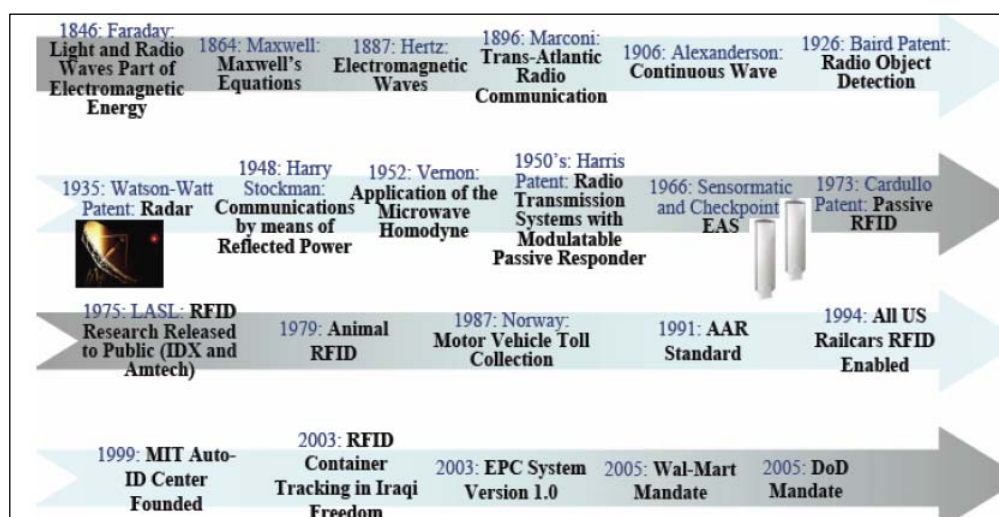 1846: Faraday:
Light and Radio
Waves Part of
Electromagnetic
Energy
1864: Maxwell:
Maxwell's
Equations
1887: Hertz:
Electromagnetic
Waves
1896: Marconi:
Trans-Atlantic
Radio
Communication
1906: Alexanderson:
Continuous Wave
1926: Baird Patent:
Radio Object
Detection
1935: Watson-Watt
Patent: Radar
1948: Harry
Stockman:
Communications
by means of
Reflected Power
1952: Vernon:
Application of the
Microwave
Homodyne
1950's: Harris
Patent: Radio
Transmission
Systems with
Modulatable
Passive Responder
1966: Sensormatic
and Checkpoint
EAS
1973: Cardullo
Patent: Passive
RFID
1975: LASL: RFID
Research Released
to Public (IDX and
Amtech)
1979: Animal
RFID
1987: Norway:
Motor Vehicle Toll
Collection
1991: AAR
Standard
1994: All US
Railcars RFID
Enabled
1999: MIT Auto-
ID Center
Founded
2003: RFID
Container
Tracking in Iraqi
Freedom
2003: EPC System
Version 1.0
2005: Wal-Mart
Mandate
2005: DoD
Mandate